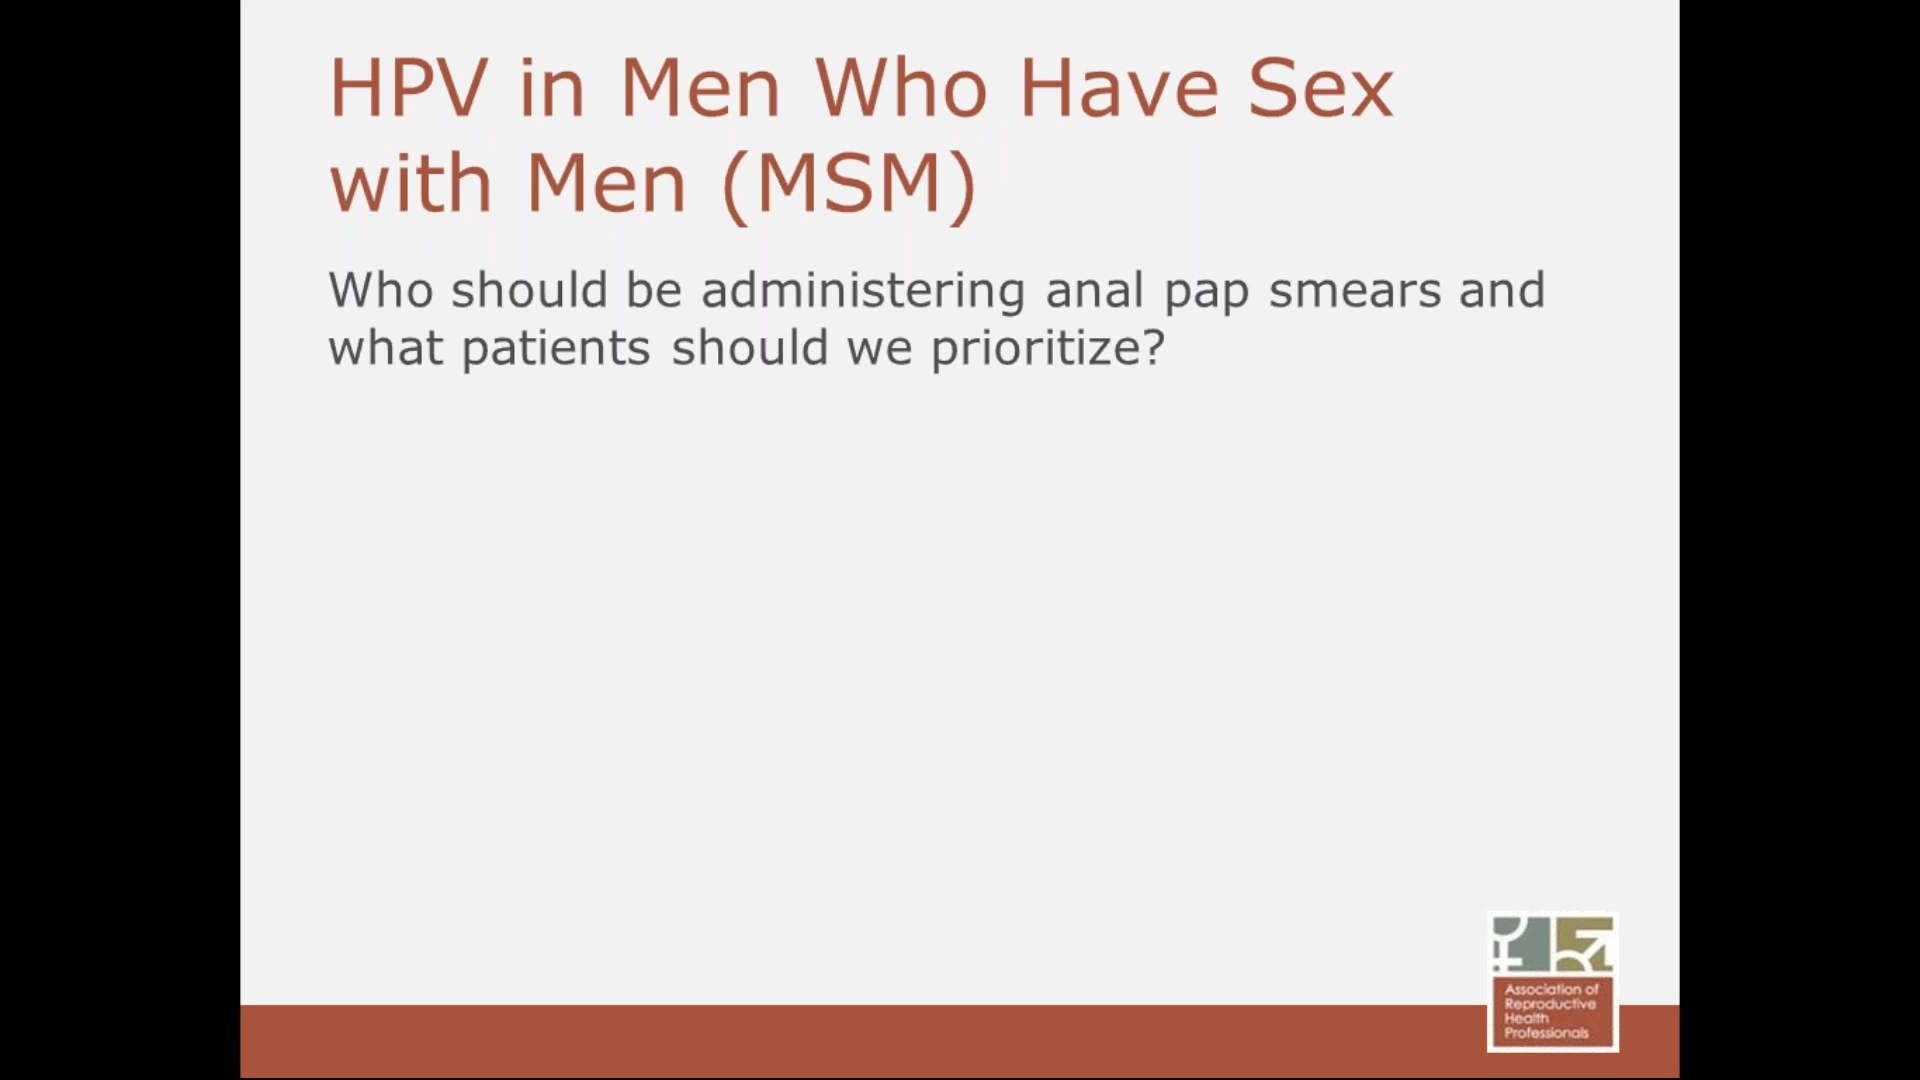 HPV in Men Who Have Sex
with Men (MSM)
Who should be administering anal pap smears and
what patients should we prioritize?
Association of
Reproductive
Health
Professionals